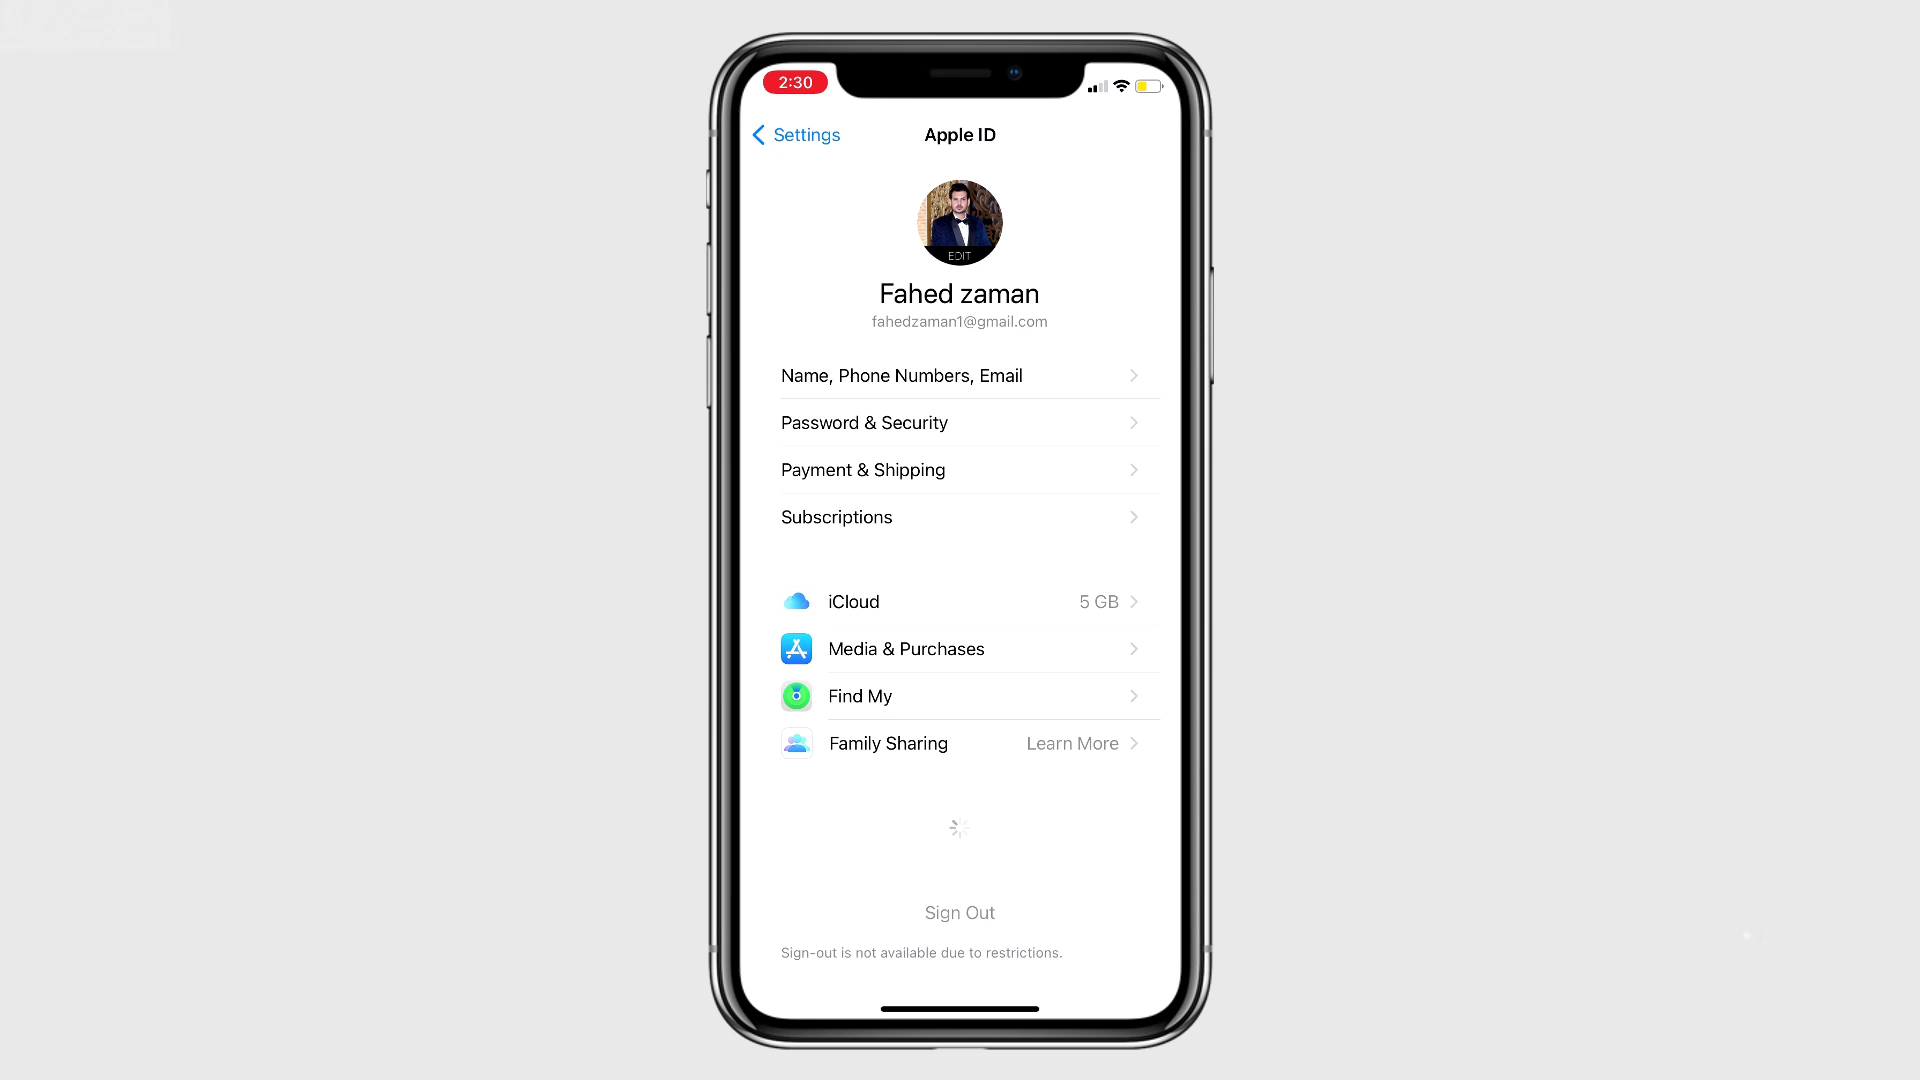 2:30
Settings
Apple ID
EDIT
Fahed zaman
fahedzaman1@gmail.com
Name, Phone Numbers, Email
Password & Security
Payment & Shipping
Subscriptions
iCloud 5 GB
Media & Purchases
Find My
Family Sharing Learn More
Sign Out
Sign-out is not available due to restrictions.